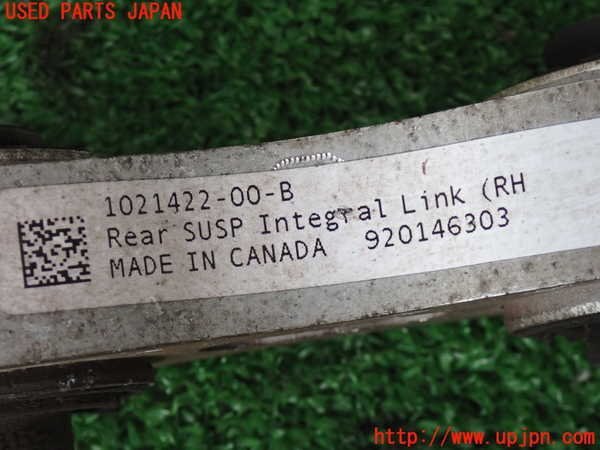 USED PARTS JAPAN
1021422-00-B
Rear SUSP Integral Link (RH
MADE IN CANADA 920146303
http://www.upjpn.com/